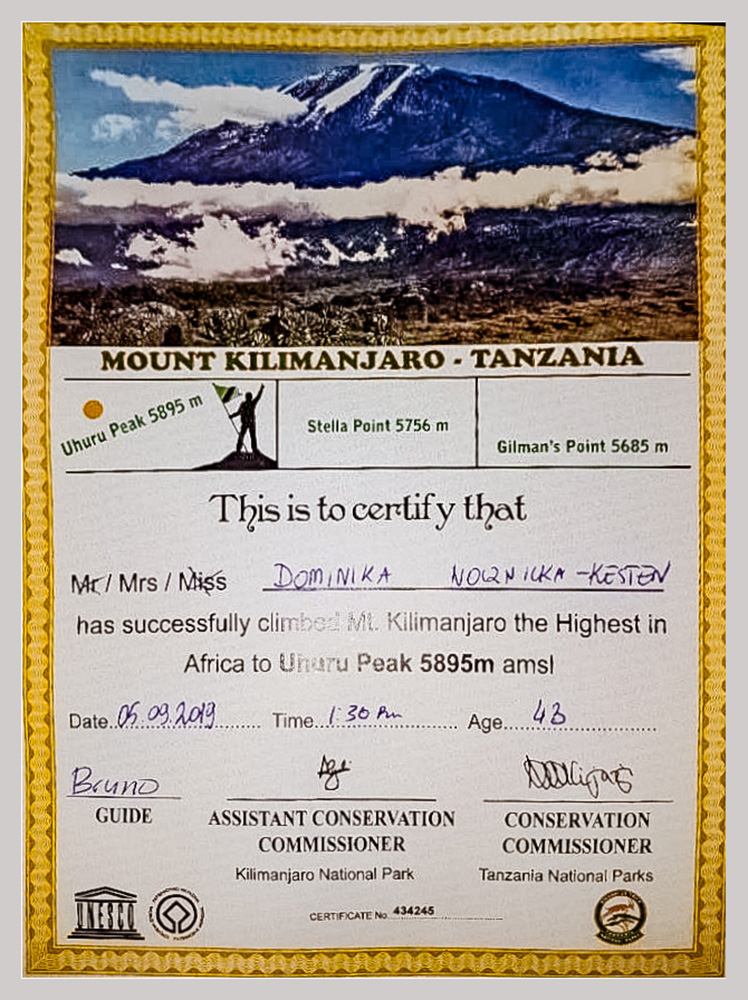 MOUNT KILIMANJARO - TANZANIA
Uhuru Peak 5895 m
Stella Point 5756 m
Gilman's Point 5685 m
This is to certify that
Mr / Mrs / Miss DOMINIKA -KESTEN
has successfully climbed Mt. Kilimanjaro the Highest in
Africa to Uhuru Peak 5895m amsl
Date 05.09.2019 Time 1:30 Pm Age 43
Bruno
GUIDE
ASSISTANT CONSERVATION
COMMISSIONER
Kilimanjaro National Park
CONSERVATION
COMMISSIONER
Tanzania National Parks
UNESCO
CERTIFICATE No. 434245